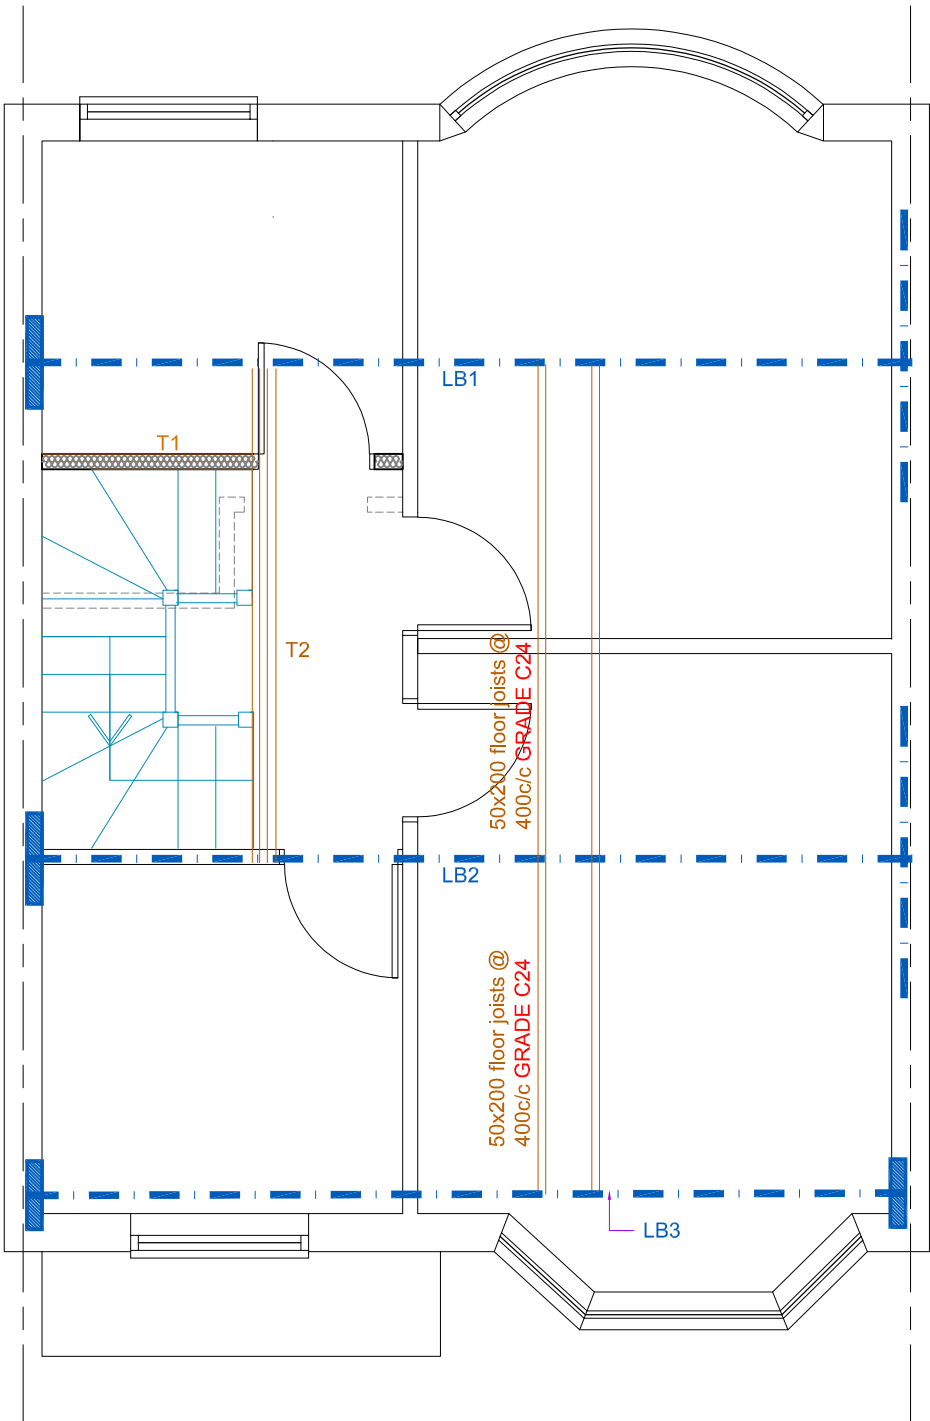 LB1
T1
T2
50x200 floor joists @
400c/c GRADE C24
LB2
50x200 floor joists @
400c/c GRADE C24
LB3